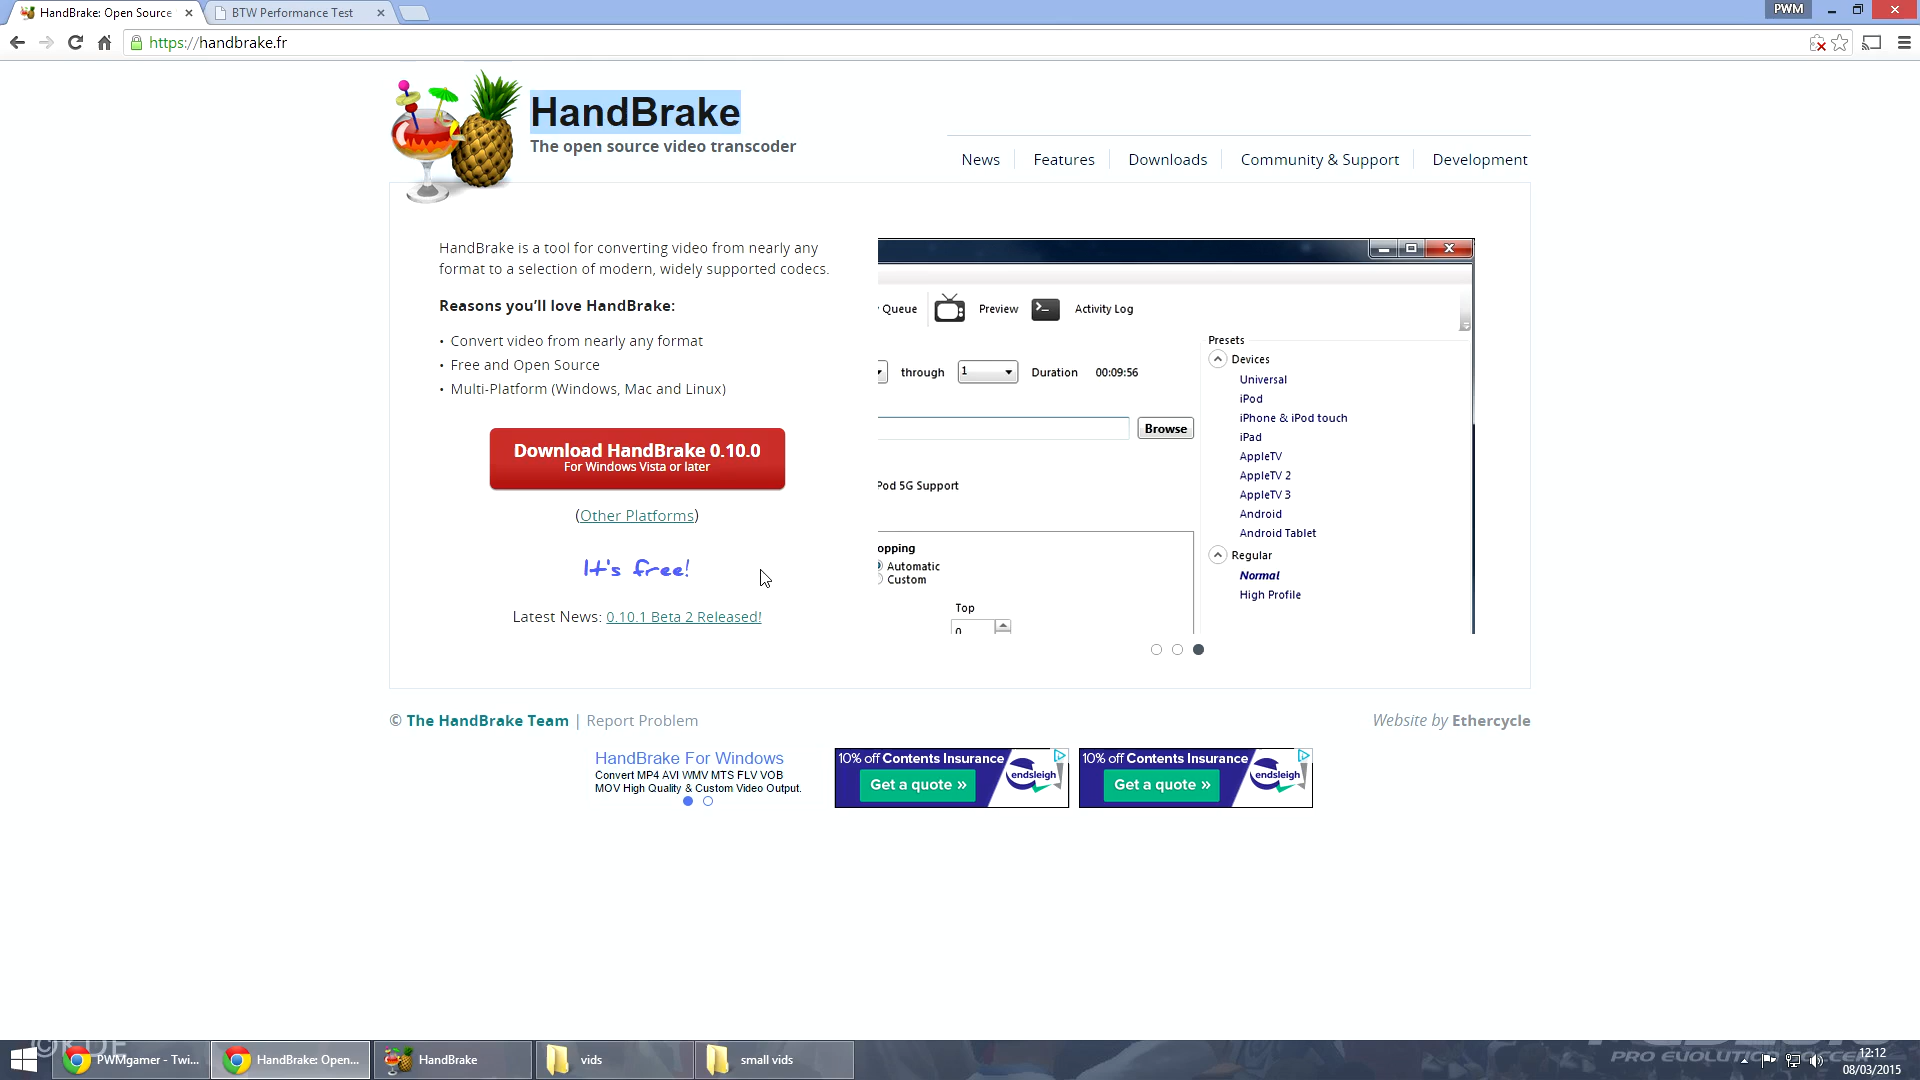 HandBrake: Open Source
BTW Performance Test
PWM
https://handbrake.fr
HandBrake
The open source video transcoder
News
Features
Downloads
Community & Support
Development
HandBrake is a tool for converting video from nearly any
format to a selection of modern, widely supported codecs.
Reasons you'll love HandBrake:
• Convert video from nearly any format
• Free and Open Source
• Multi-Platform (Windows, Mac and Linux)
Download HandBrake 0.10.0
For Windows Vista or later
(Other Platforms)
It's free!
Latest News: 0.10.1 Beta 2 Released!
Queue
Preview
Activity Log
through
1
Duration
00:09:56
Browse
Pod 5G Support
opping
Automatic
Custom
Top
0
Presets
Devices
Universal
iPod
iPhone & iPod touch
iPad
AppleTV
AppleTV 2
AppleTV 3
Android
Android Tablet
Regular
Normal
High Profile
© The HandBrake Team | Report Problem
Website by Ethercycle
HandBrake For Windows
Convert MP4 AVI WMV MTS FLV VOB
MOV High Quality & Custom Video Output.
10% off Contents Insurance
Get a quote »
endsleigh
10% off Contents Insurance
Get a quote »
endsleigh
PWMgamer - Twi...
HandBrake: Open...
HandBrake
vids
small vids
PRO EVOLUTION SOCCER
12:12
08/03/2015